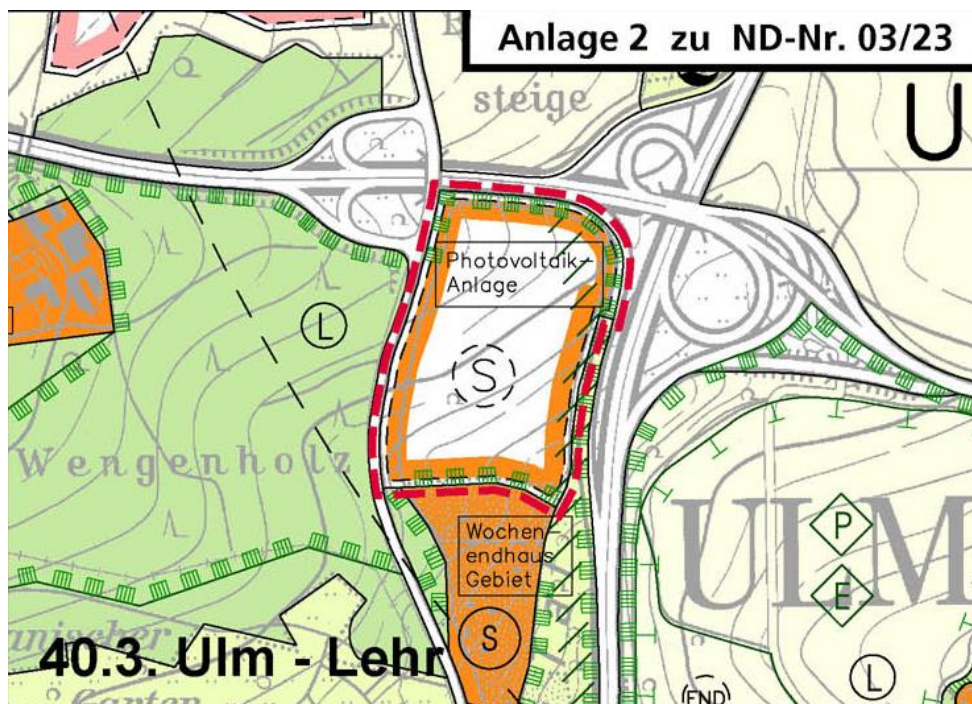 Anlage 2 zu ND-Nr. 03/23
steige
U
Photovoltaik-
Anlage
L
S
Wengenholz
Wochen-
endhaus
Gebiet
ULM
P
E
S
40.3. Ulm - Lehr
L
(END)
Garten